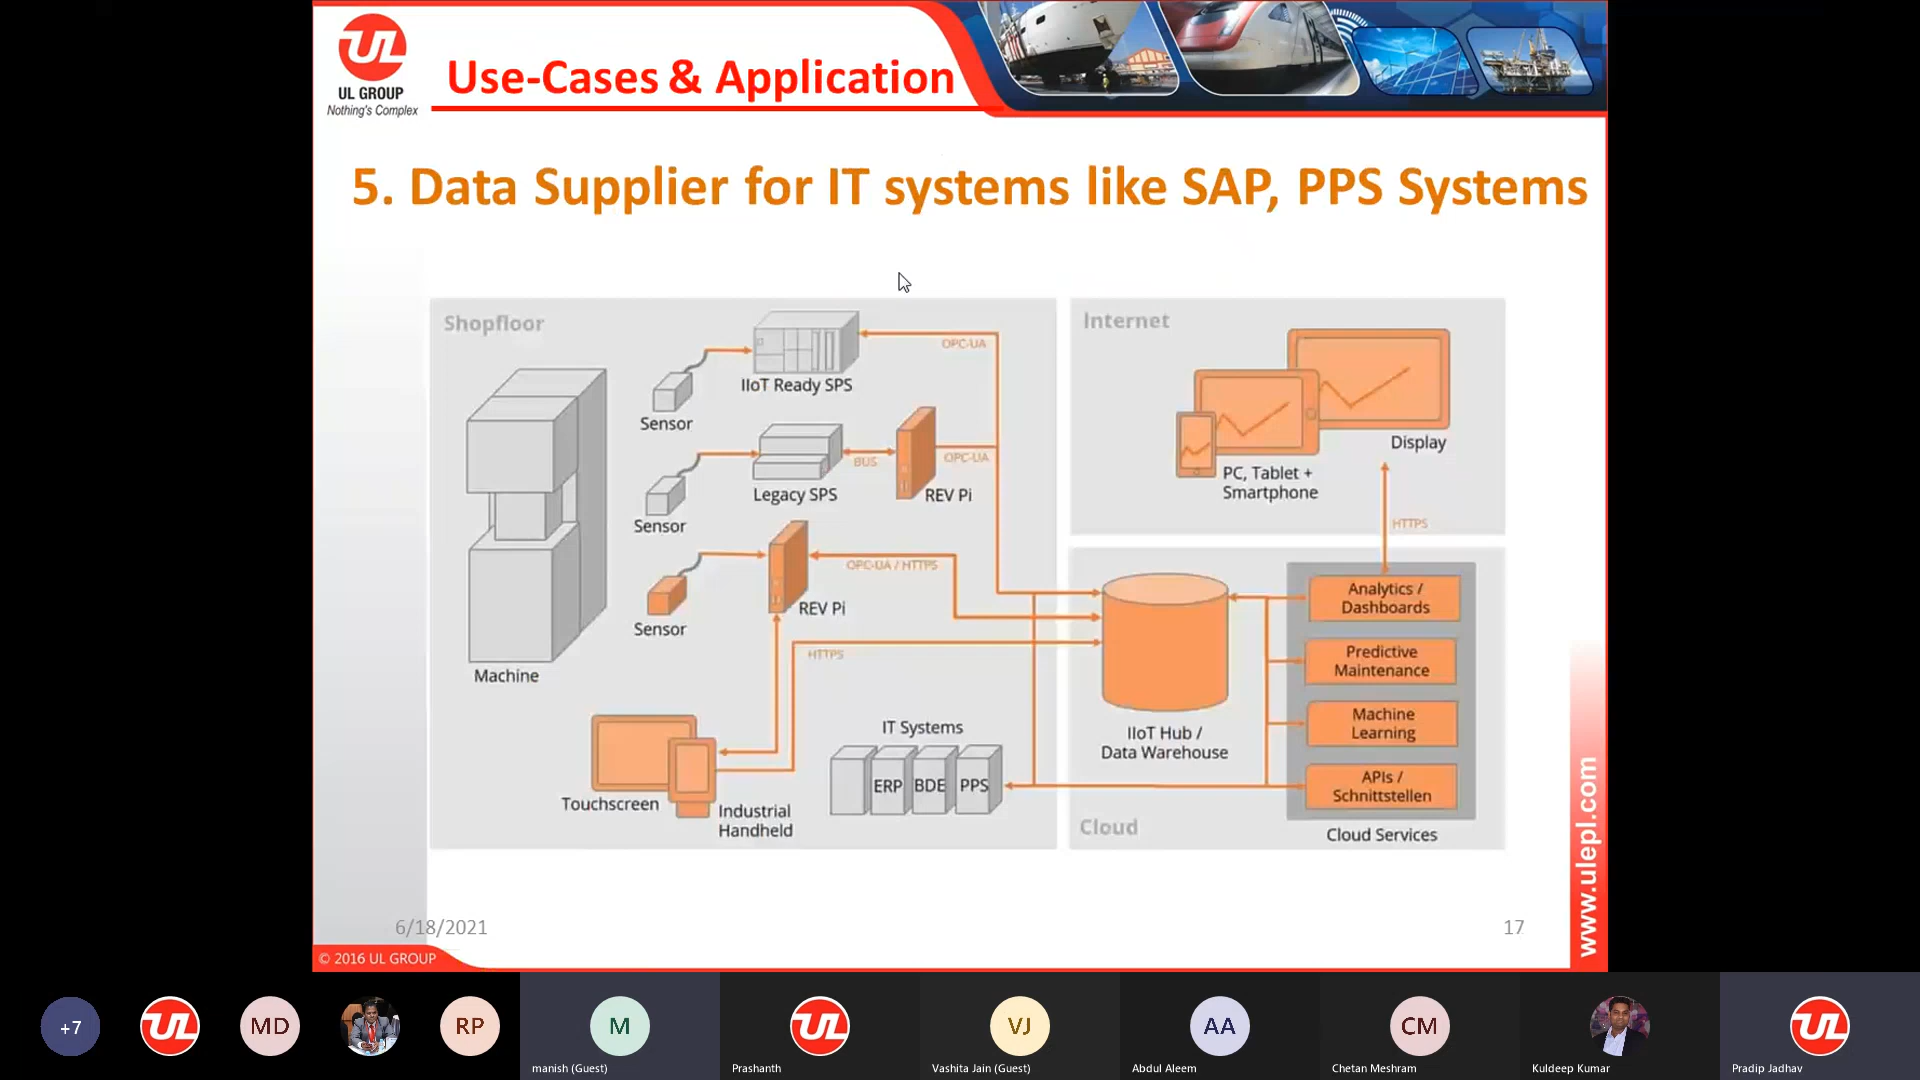 UL
UL GROUP
Nothing's Complex
Use-Cases & Application
5. Data Supplier for IT systems like SAP, PPS Systems
Shopfloor
Sensor
IIoT Ready SPS
OPC-UA
Sensor
Legacy SPS
BUS
REV Pi
OPC-UA
Sensor
REV Pi
OPC-UA / HTTPS
Machine
HTTPS
Touchscreen
Industrial
Handheld
IT Systems
ERP
BDE
PPS
Internet
Display
PC, Tablet +
Smartphone
HTTPS
IIoT Hub /
Data Warehouse
Analytics /
Dashboards
Predictive
Maintenance
Machine
Learning
APIs /
Schnittstellen
Cloud Services
Cloud
www.ulepl.com
6/18/2021
17
© 2016 UL GROUP
+7
UL
MD
RP
M
manish (Guest)
UL
Prashanth
VJ
Vashita Jain (Guest)
AA
Abdul Aleem
CM
Chetan Meshram
Kuldeep Kumar
UL
Pradip Jadhav